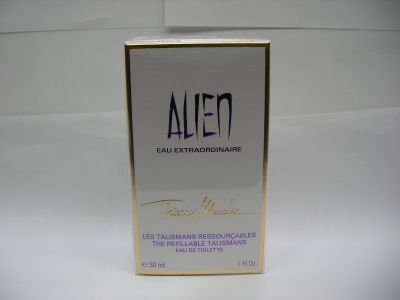 ALIEN
EAU EXTRAORDINAIRE
Thierry Mugler
LES TALISMANS RESSOURÇABLES
THE REFILLABLE TALISMANS
EAU DE TOILETTE
e 30 mL 1 Fl.Oz.